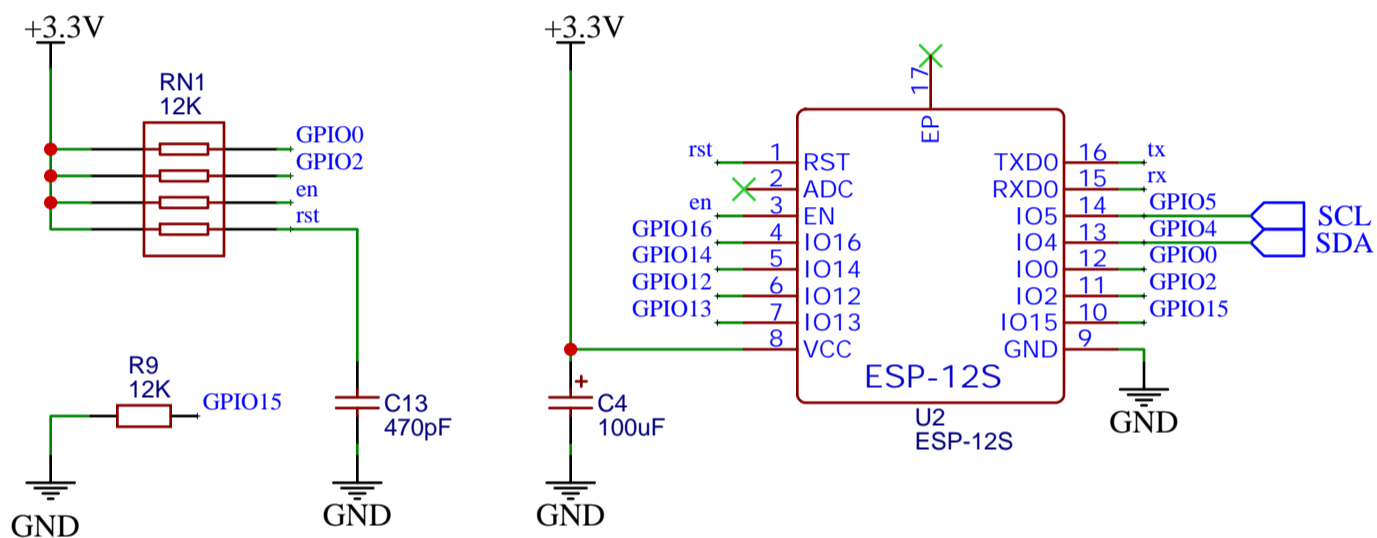 +3.3V
RN1
12K
GPIO0
GPIO2
en
rst
R9
12K
GPIO15
C13
470pF
GND
GND
+3.3V
C4
100uF
GND
17
EP
rst
1
RST
2
ADC
en
3
EN
GPIO16
4
IO16
GPIO14
5
IO14
GPIO12
6
IO12
GPIO13
7
IO13
8
VCC
TXD0
16
tx
RXD0
15
rx
IO5
14
GPIO5
SCL
IO4
13
GPIO4
SDA
IO0
12
GPIO0
IO2
11
GPIO2
IO15
10
GPIO15
GND
9
ESP-12S
U2
ESP-12S
GND